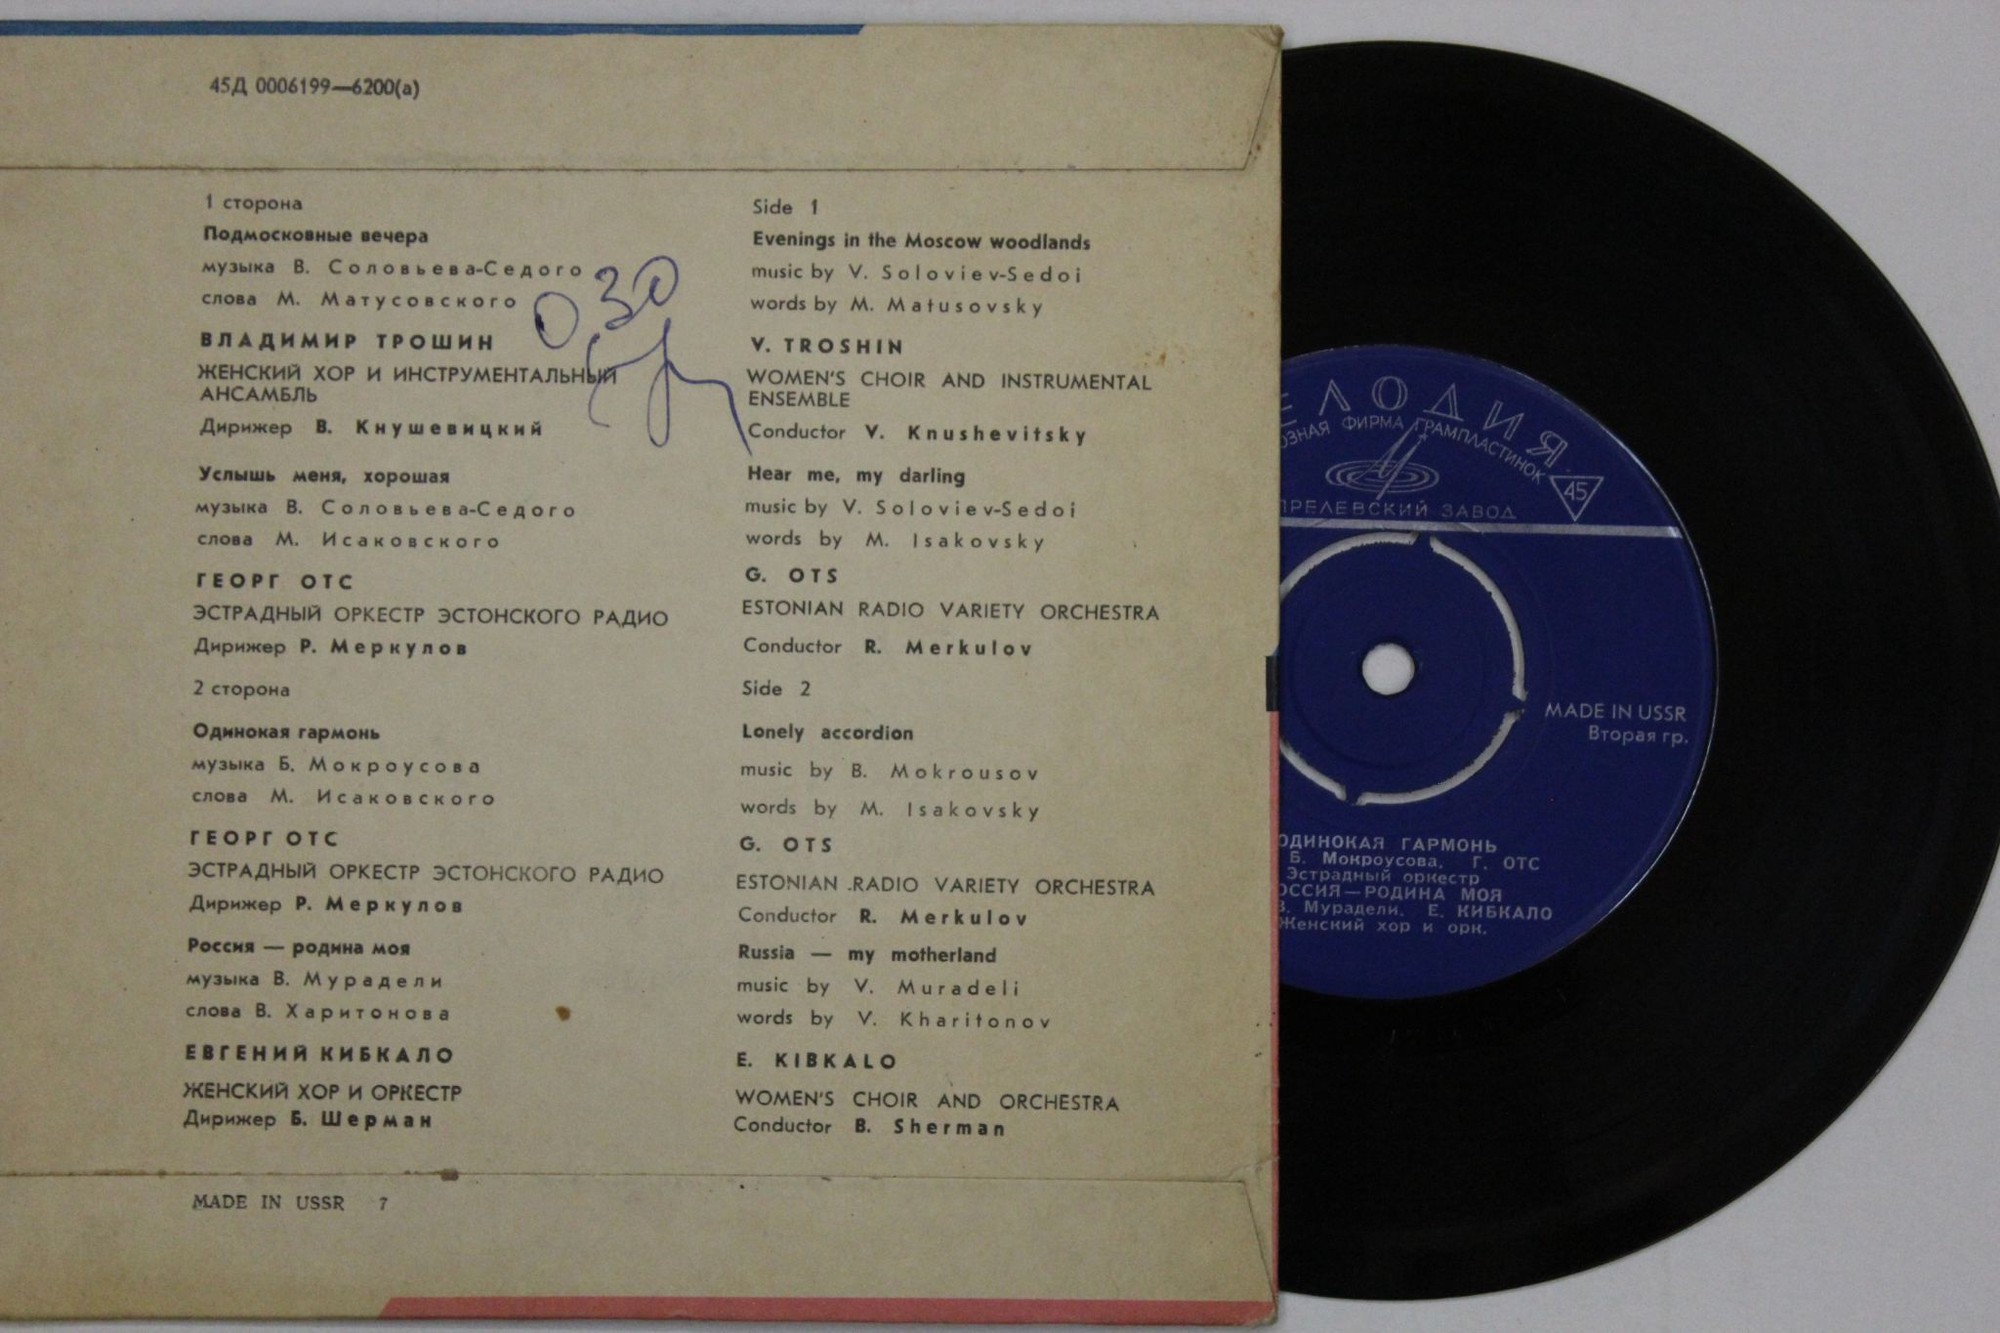 45Д 0006199—6200(а)
1 сторона
Подмосковные вечера
музыка В. Соловьева-Седого
слова М. Матусовского
ВЛАДИМИР ТРОШИН
ЖЕНСКИЙ ХОР И ИНСТРУМЕНТАЛЬНЫЙ
АНСАМБЛЬ
Дирижер В. Кнушевицкий
Услышь меня, хорошая
музыка В. Соловьева-Седого
слова М. Исаковского
ГЕОРГ ОТС
ЭСТРАДНЫЙ ОРКЕСТР ЭСТОНСКОГО РАДИО
Дирижер Р. Меркулов
2 сторона
Одинокая гармонь
музыка Б. Мокроусова
слова М. Исаковского
ГЕОРГ ОТС
ЭСТРАДНЫЙ ОРКЕСТР ЭСТОНСКОГО РАДИО
Дирижер Р. Меркулов
Россия — родина моя
музыка В. Мурадели
слова В. Харитонова
ЕВГЕНИЙ КИБКАЛО
ЖЕНСКИЙ ХОР И ОРКЕСТР
Дирижер Б. Шерман
MADE IN USSR 7
030
Side 1
Evenings in the Moscow woodlands
music by V. Soloviev-Sedoi
words by M. Matusovsky
V. TROSHIN
WOMEN'S CHOIR AND INSTRUMENTAL
ENSEMBLE
Conductor V. Knushevitsky
Hear me, my darling
music by V. Soloviev-Sedoi
words by M. Isakovsky
G. OTS
ESTONIAN RADIO VARIETY ORCHESTRA
Conductor R. Merkulov
Side 2
Lonely accordion
music by B. Mokrousov
words by M. Isakovsky
G. OTS
ESTONIAN RADIO VARIETY ORCHESTRA
Conductor R. Merkulov
Russia — my motherland
music by V. Muradeli
words by V. Kharitonov
E. KIBKALO
WOMEN'S CHOIR AND ORCHESTRA
Conductor B. Sherman
ЕЛОДИЯ
ОЗНАЯ ФИРМА ГРАМПЛАСТИНОК
45
ПРЕЛЕВСКИЙ ЗАВОД
MADE IN USSR
Вторая гр.
ОДИНОКАЯ ГАРМОНЬ
Б. Мокроусова. Г. ОТС
Эстрадный оркестр
ОССИЯ—РОДИНА МОЯ
В. Мурадели. Е. КИБКАЛО
Женский хор и орк.